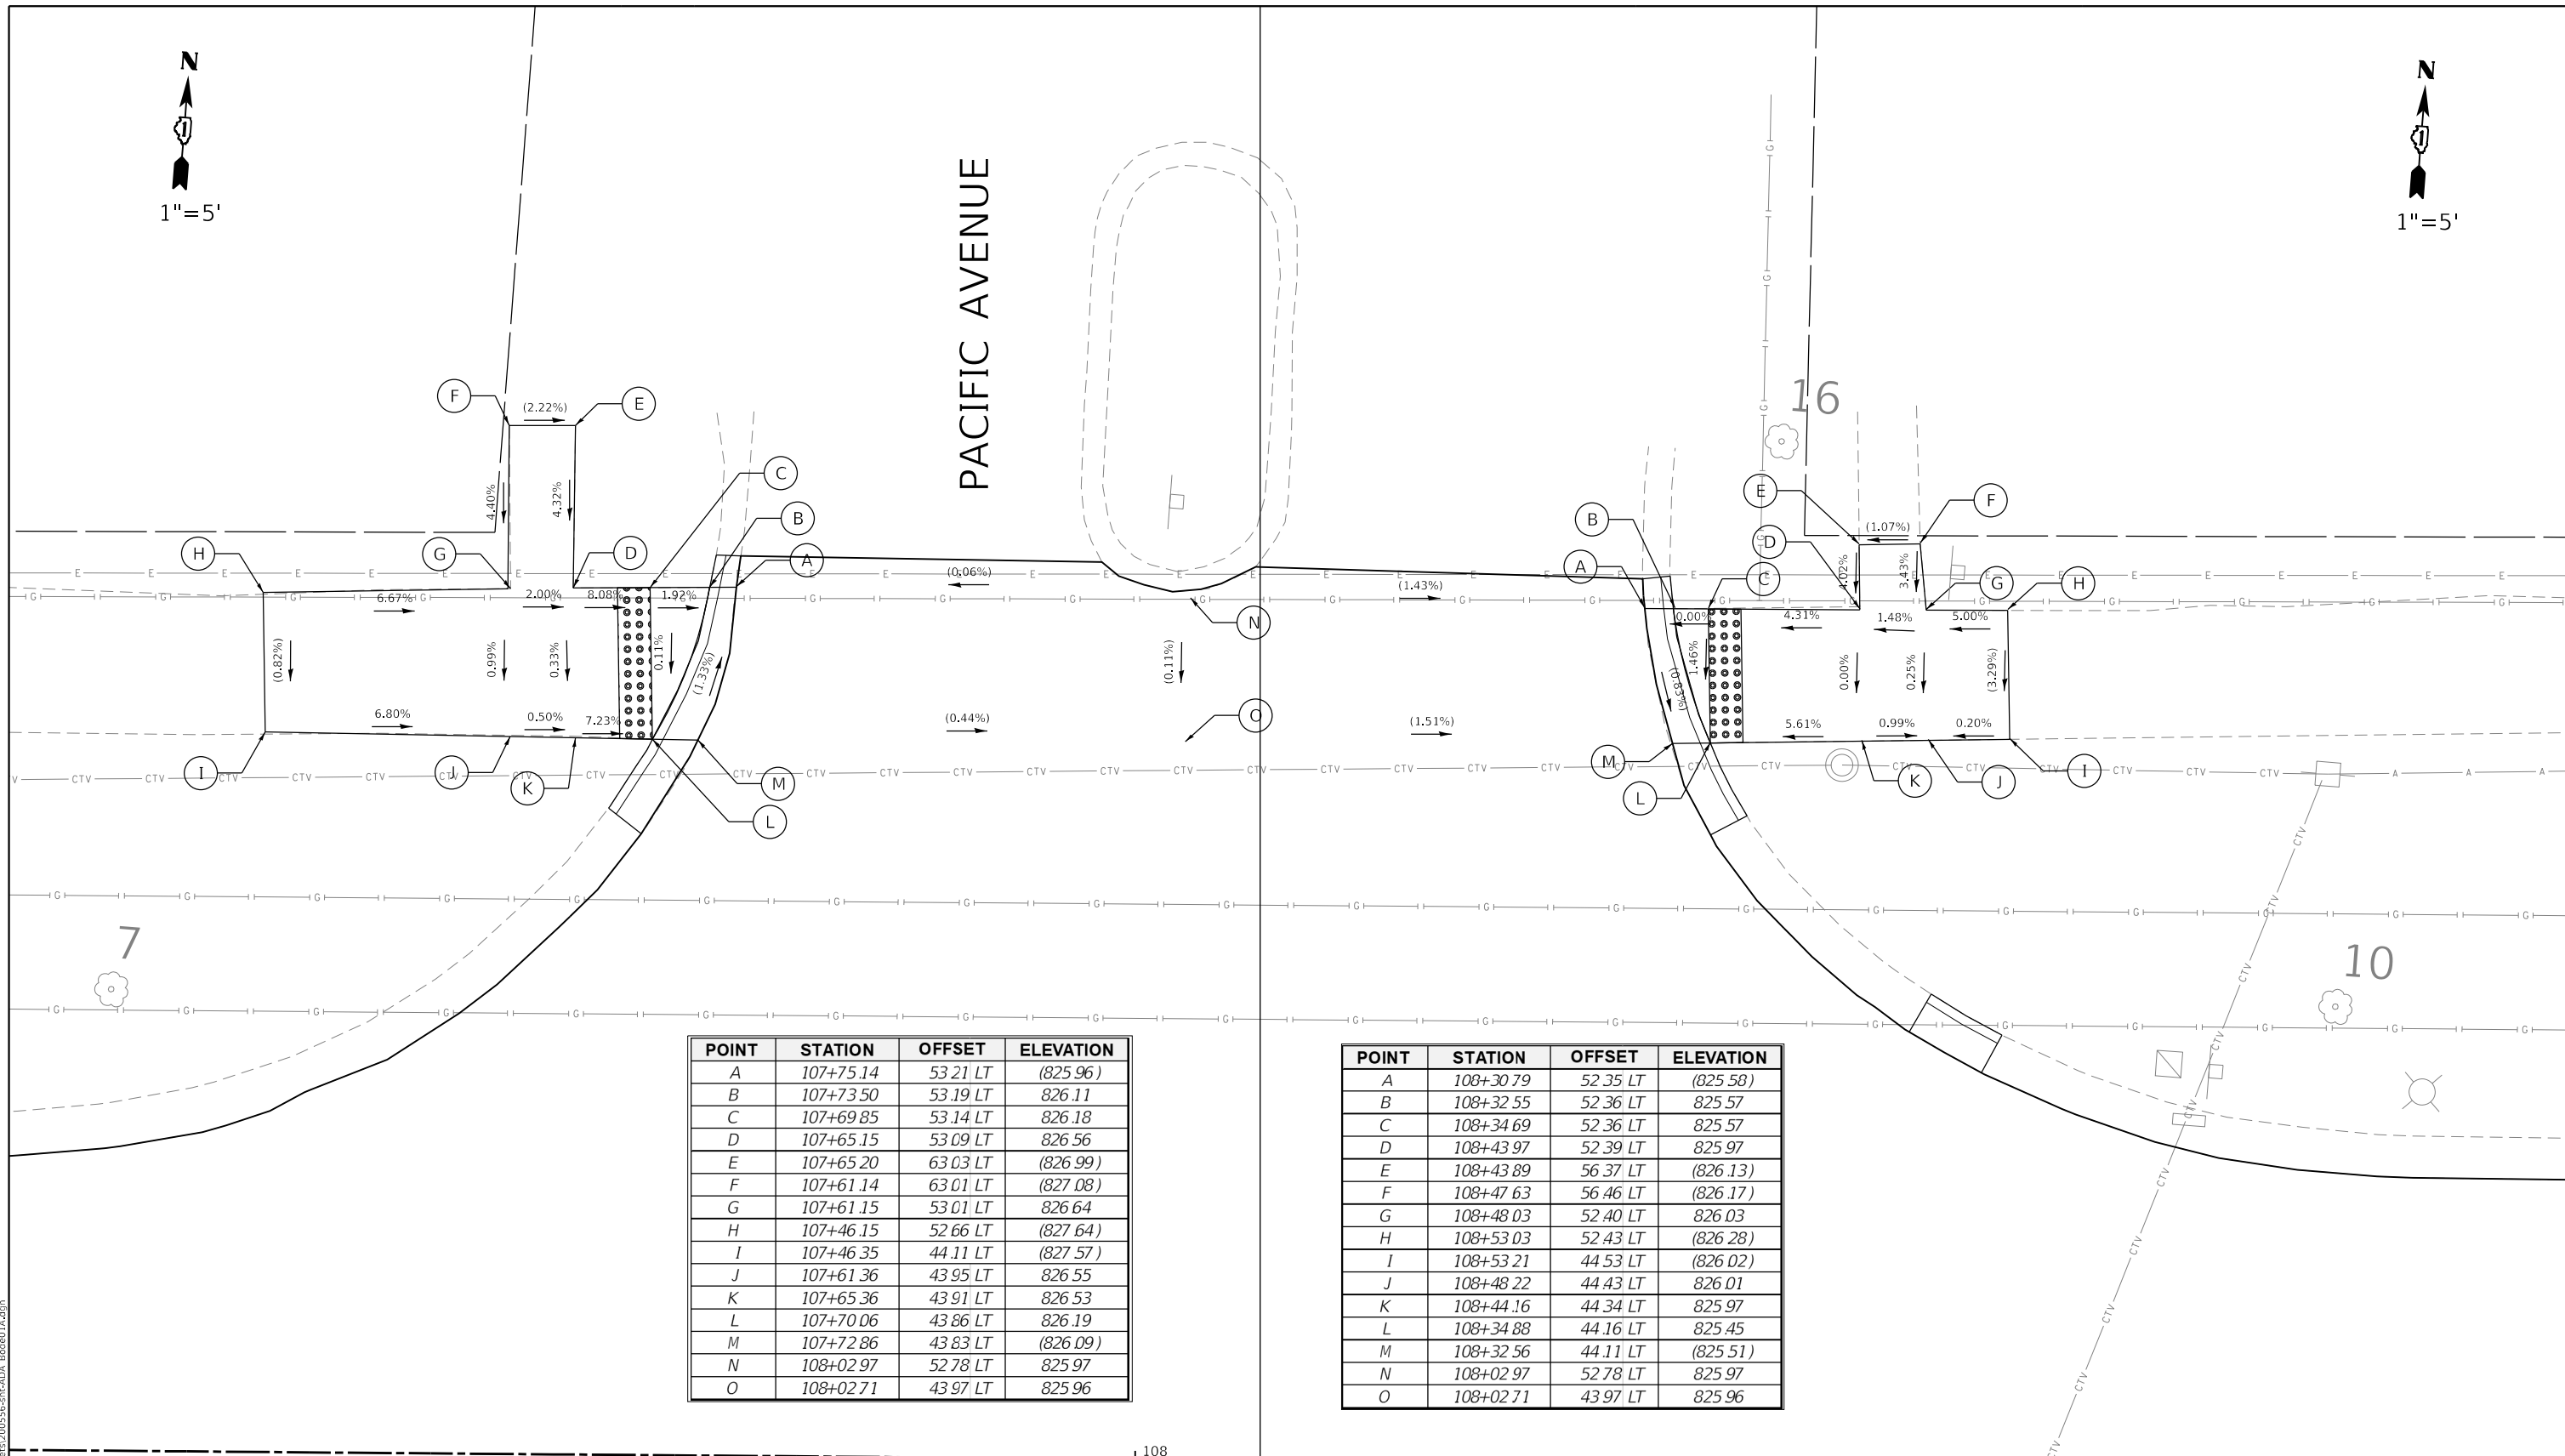 N
1"=5'
PACIFIC AVENUE
N
1"=5'
16
F
(2.22%)
E
4.40%
4.32%
C
B
H
G
D
A
(0.06%)
6.67%
2.00%
8.08%
1.92%
N
(0.82%)
0.99%
0.33%
0.11%
(1.33%)
(0.11%)
6.80%
0.50%
7.23%
(0.44%)
O
I
J
K
M
L
E
F
(1.07%)
B
D
4.02%
3.43%
A
C
G
H
(1.43%)
0.00%
4.31%
1.48%
5.00%
(0.83%)
1.46%
0.00%
0.25%
(3.29%)
(1.51%)
5.61%
0.99%
0.20%
M
L
K
J
I
E E E E E E E E
G G G G G G G G
CTV CTV CTV CTV CTV CTV CTV CTV
A A A
7
10
POINT STATION OFFSET ELEVATION
A 107+75.14 53.21 LT (825.96)
B 107+73.50 53.19 LT 826.11
C 107+69.85 53.14 LT 826.18
D 107+65.15 53.09 LT 826.56
E 107+65.20 63.03 LT (826.99)
F 107+61.14 63.01 LT (827.08)
G 107+61.15 53.01 LT 826.64
H 107+46.15 52.66 LT (827.64)
I 107+46.35 44.11 LT (827.57)
J 107+61.36 43.95 LT 826.55
K 107+65.36 43.91 LT 826.53
L 107+70.06 43.86 LT 826.19
M 107+72.86 43.83 LT (826.09)
N 108+02.97 52.78 LT 825.97
O 108+02.71 43.97 LT 825.96
POINT STATION OFFSET ELEVATION
A 108+30.79 52.35 LT (825.58)
B 108+32.55 52.36 LT 825.57
C 108+34.69 52.36 LT 825.57
D 108+43.97 52.39 LT 825.97
E 108+43.89 56.37 LT (826.13)
F 108+47.63 56.46 LT (826.17)
G 108+48.03 52.40 LT 826.03
H 108+53.03 52.43 LT (826.28)
I 108+53.21 44.53 LT (826.02)
J 108+48.22 44.43 LT 826.01
K 108+44.16 44.34 LT 825.97
L 108+34.88 44.16 LT 825.45
M 108+32.56 44.11 LT (825.51)
N 108+02.97 52.78 LT 825.97
O 108+02.71 43.97 LT 825.96
108